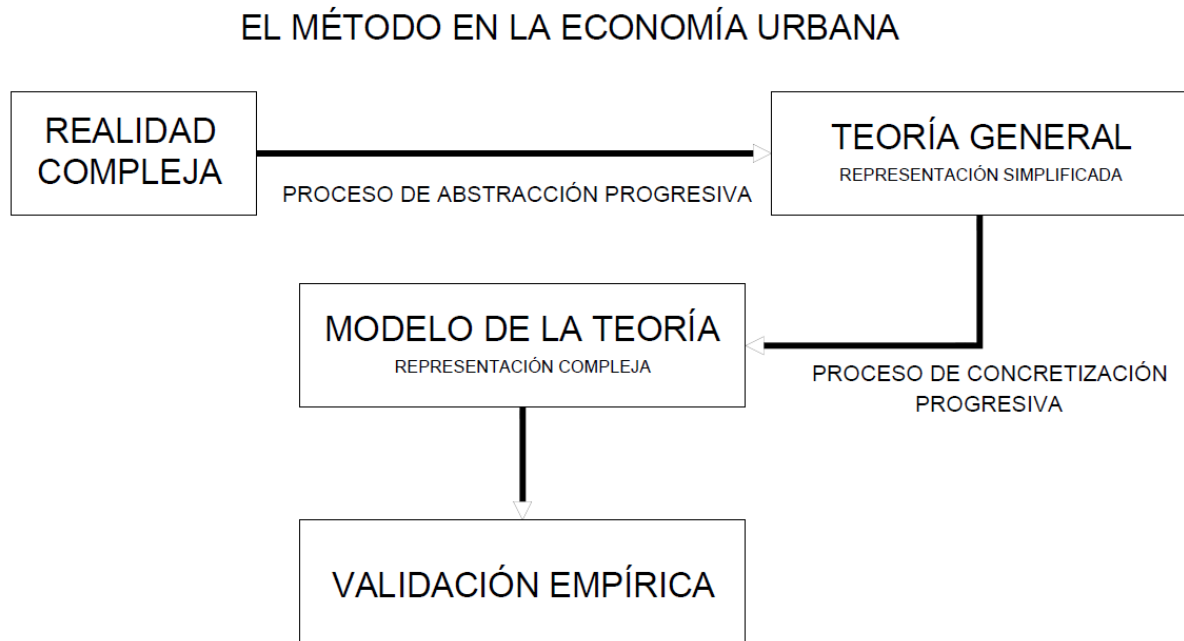 EL MÉTODO EN LA ECONOMÍA URBANA
REALIDAD
COMPLEJA
PROCESO DE ABSTRACCIÓN PROGRESIVA
TEORÍA GENERAL
REPRESENTACIÓN SIMPLIFICADA
MODELO DE LA TEORÍA
REPRESENTACIÓN COMPLEJA
PROCESO DE CONCRETIZACIÓN
PROGRESIVA
VALIDACIÓN EMPÍRICA